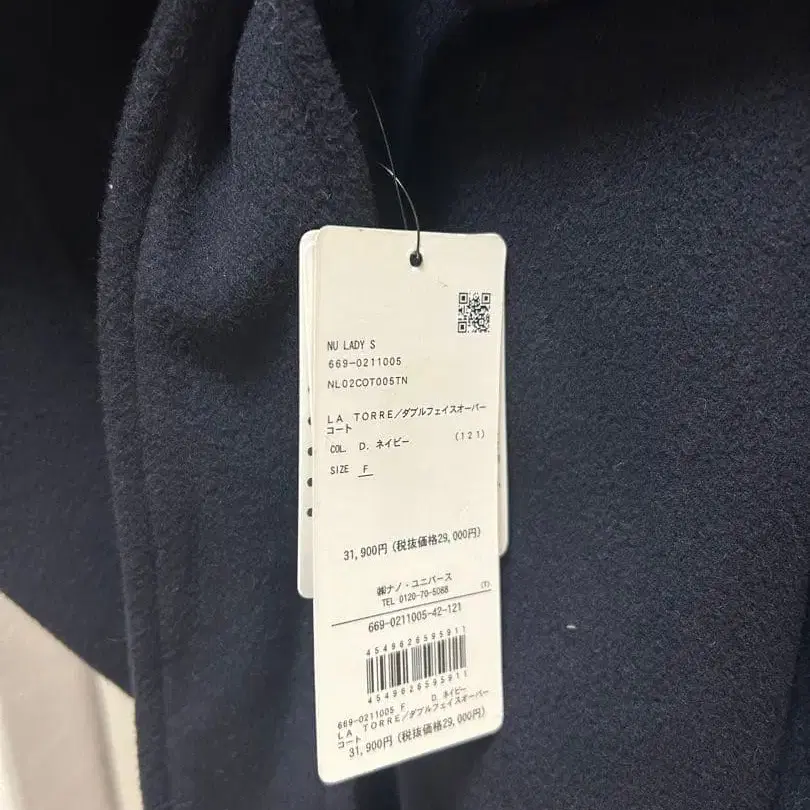 NU LADY S
669-0211005
NL02COT005TN
LA TORRE/ダブルフェイスオーバー
コート
COL. D. ネイビー (121)
SIZE F
31,900円 (税抜価格29,000円)
㈱ナノ・ユニバース
TEL 0120-70-5088 (T)
669-0211005-42-121
4549626595911
4549626595911
669-0211005 F D. ネイビー
LA TORRE/ダブルフェイスオーバー
コート
31,900円 (税抜価格29,000円)